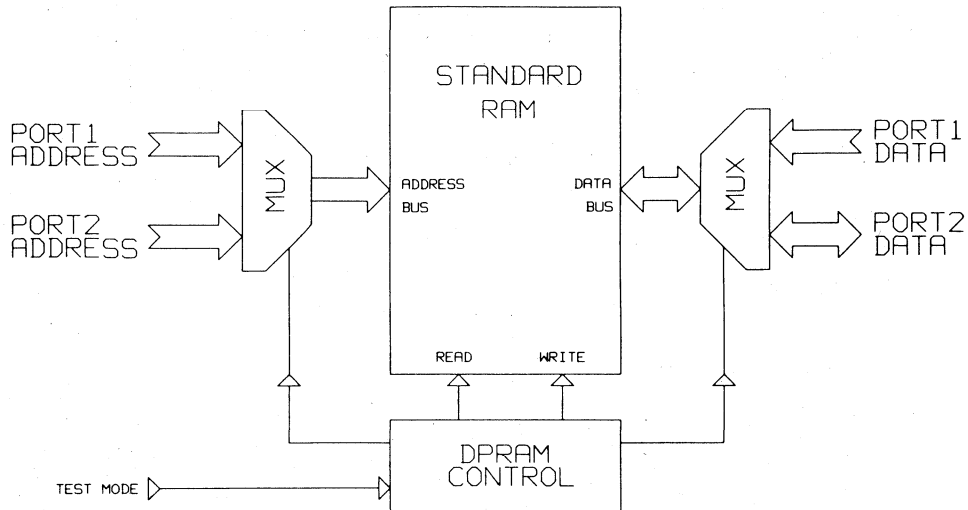 STANDARD
RAM
PORT1
ADDRESS
PORT2
ADDRESS
MUX
ADDRESS
BUS
DATA
BUS
MUX
PORT1
DATA
PORT2
DATA
READ
WRITE
DPRAM
CONTROL
TEST MODE